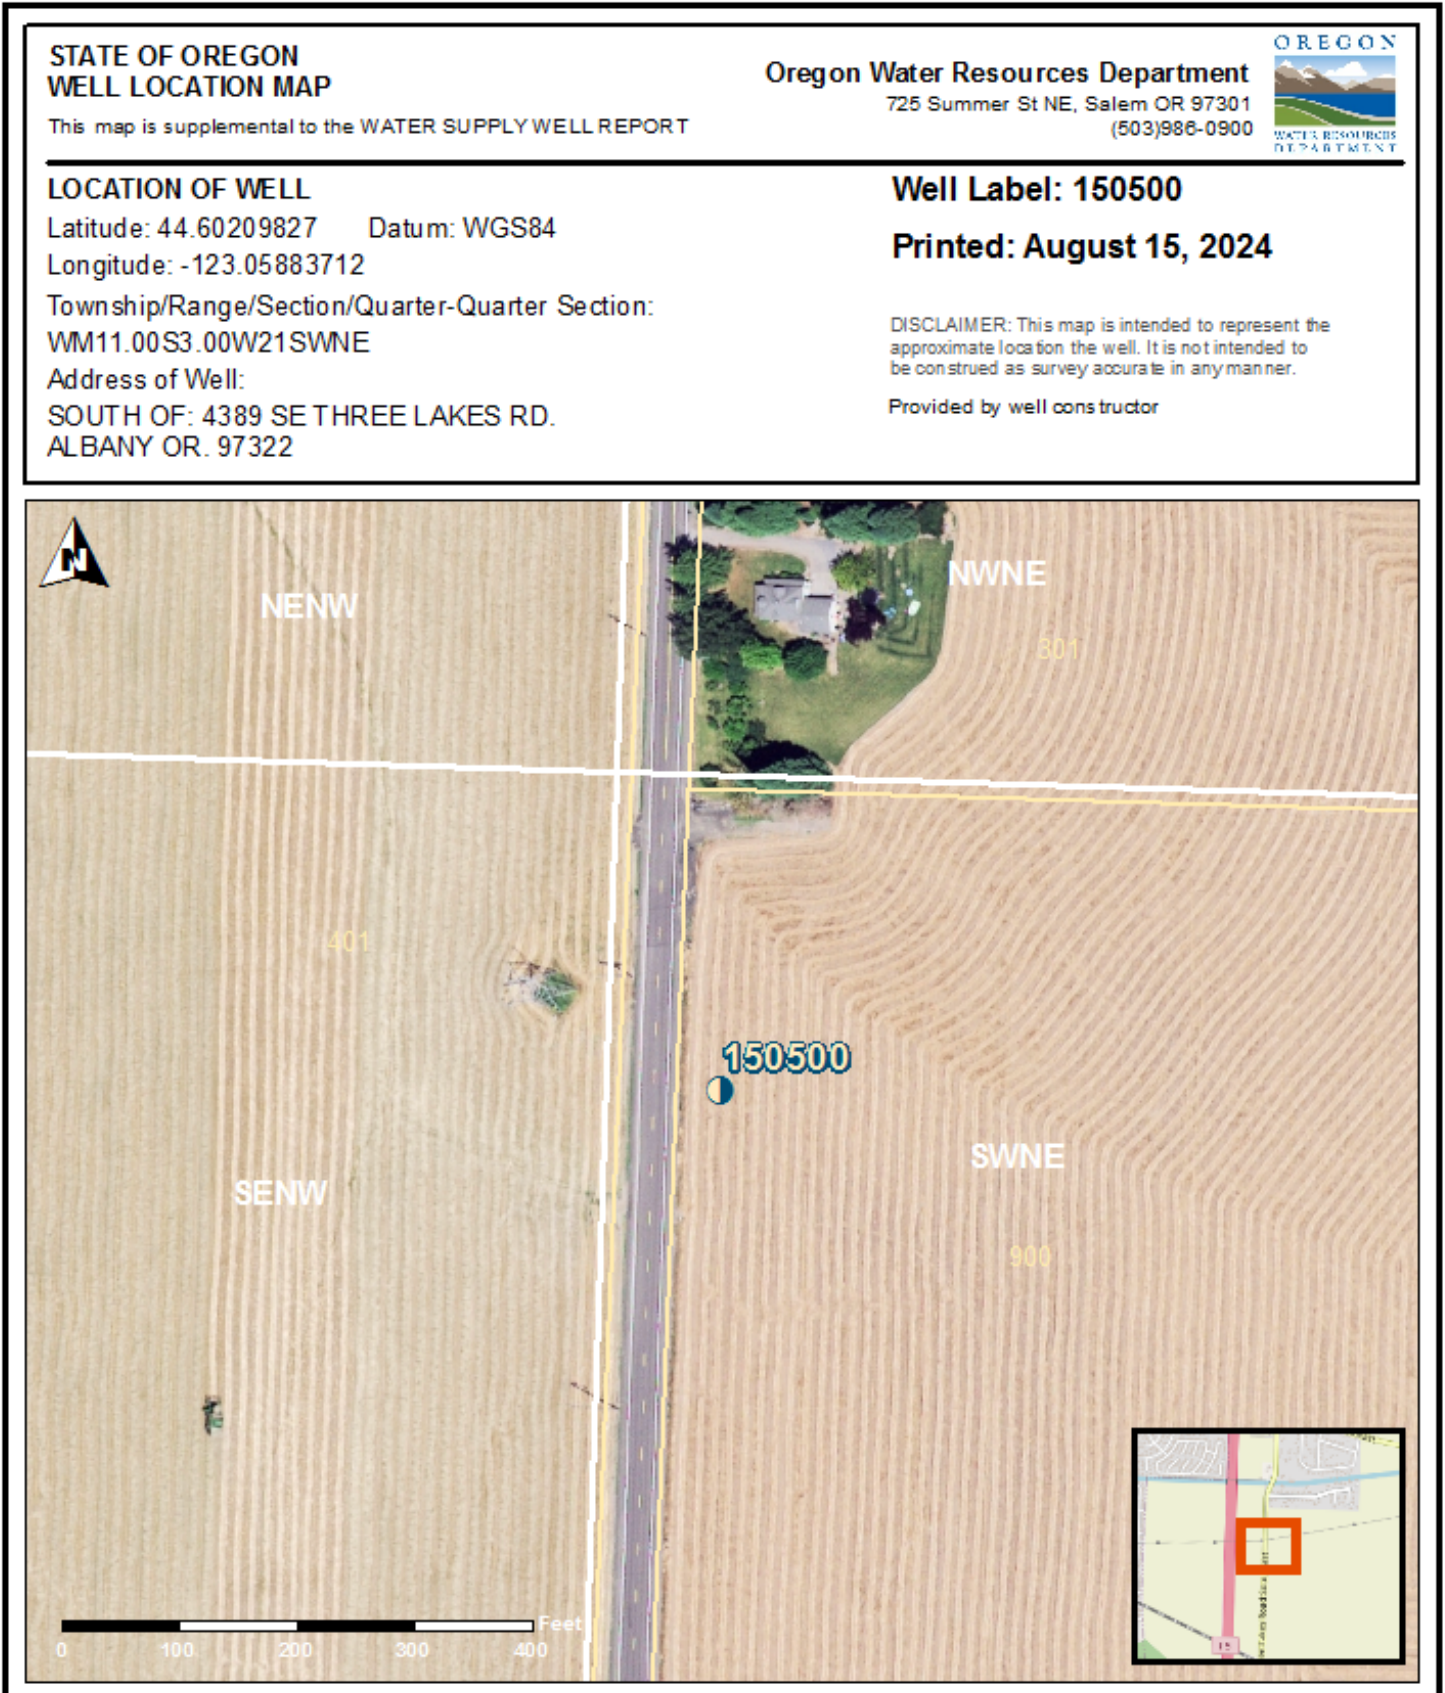 STATE OF OREGON
WELL LOCATION MAP
This map is supplemental to the WATER SUPPLY WELL REPORT
Oregon Water Resources Department
725 Summer St NE, Salem OR 97301
(503)986-0900
OREGON
WATER RESOURCES
DEPARTMENT
LOCATION OF WELL
Latitude: 44.60209827 Datum: WGS84
Longitude: -123.05883712
Township/Range/Section/Quarter-Quarter Section:
WM11.00S3.00W21SWNE
Address of Well:
SOUTH OF: 4389 SE THREE LAKES RD.
ALBANY OR. 97322
Well Label: 150500
Printed: August 15, 2024
DISCLAIMER: This map is intended to represent the
approximate location the well. It is not intended to
be construed as survey accurate in any manner.
Provided by well constructor
N
NENW
NWNE
301
401
150500
SWNE
SENW
900
Feet
0 100 200 300 400
I 5